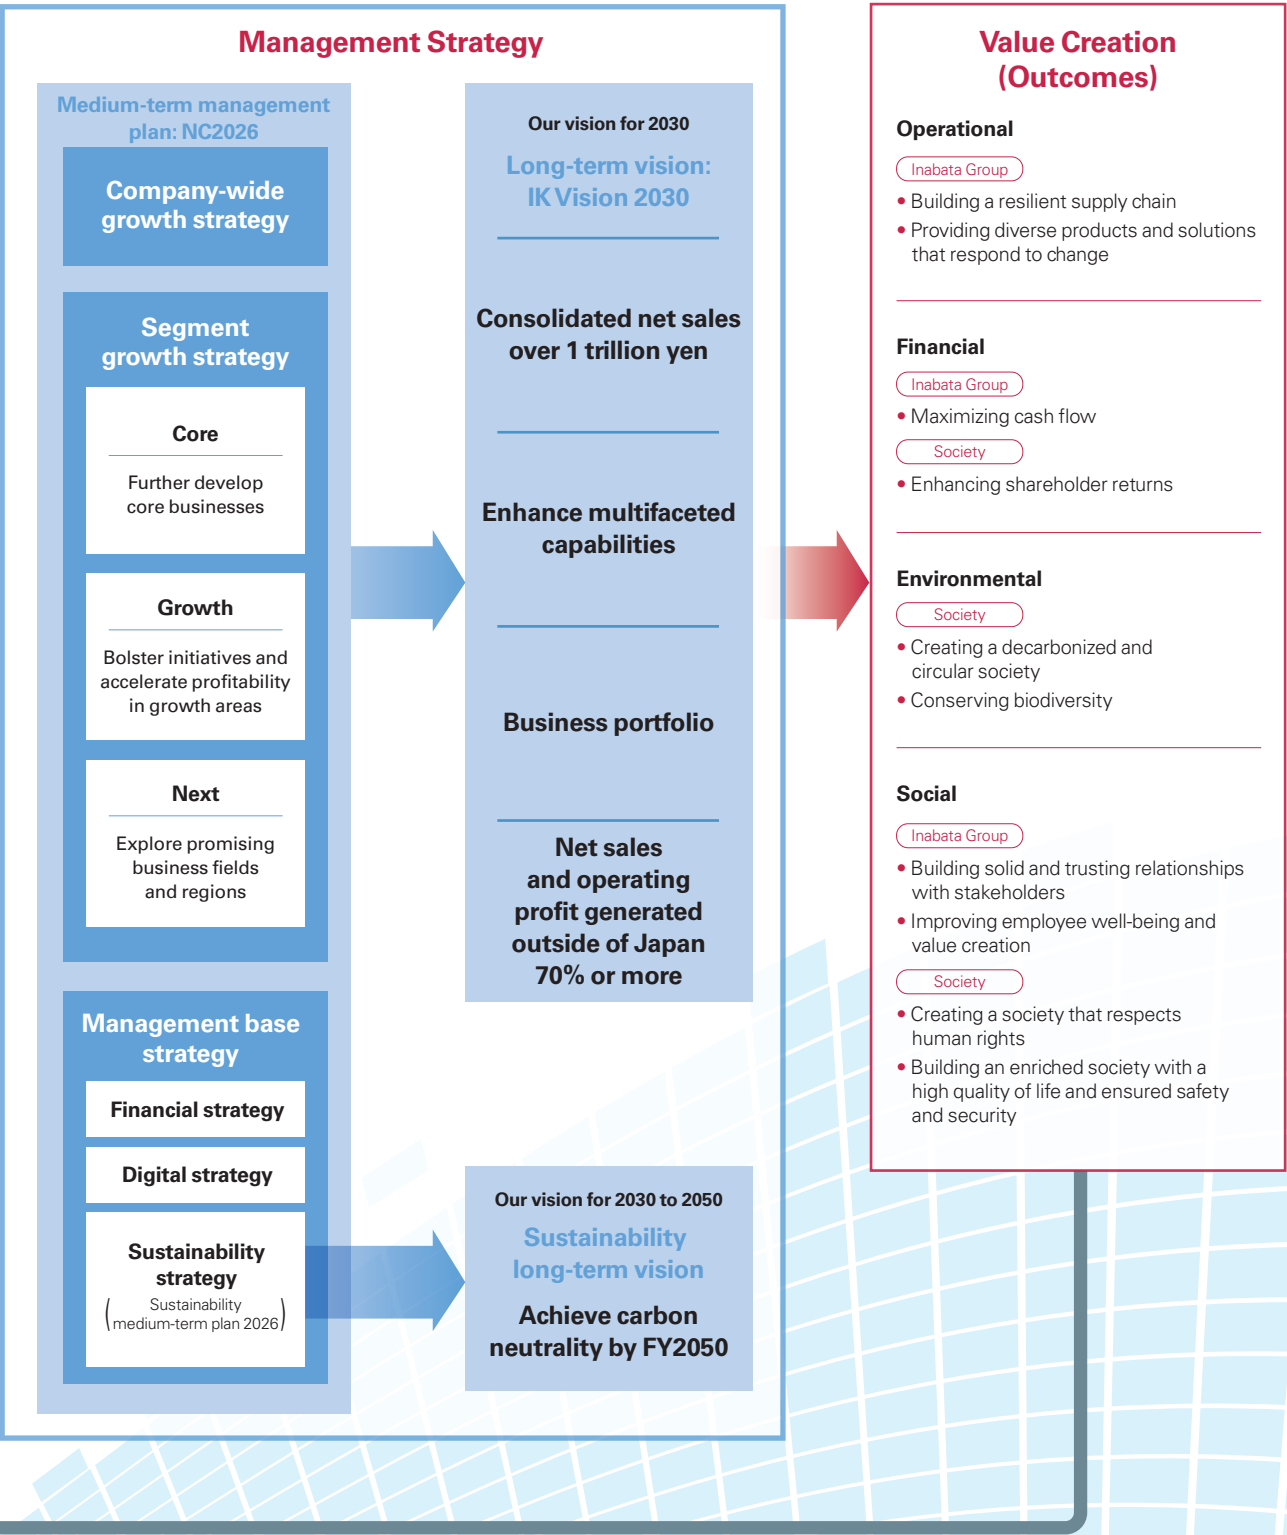 Management Strategy
Medium-term management
plan: NC2026
Company-wide
growth strategy
Segment
growth strategy
Core
Further develop
core businesses
Growth
Bolster initiatives and
accelerate profitability
in growth areas
Next
Explore promising
business fields
and regions
Management base
strategy
Financial strategy
Digital strategy
Sustainability
strategy
(Sustainability
medium-term plan 2026)
Our vision for 2030
Long-term vision:
IK Vision 2030
Consolidated net sales
over 1 trillion yen
Enhance multifaceted
capabilities
Business portfolio
Net sales
and operating
profit generated
outside of Japan
70% or more
Our vision for 2030 to 2050
Sustainability
long-term vision
Achieve carbon
neutrality by FY2050
Value Creation
(Outcomes)
Operational
Inabata Group
• Building a resilient supply chain
• Providing diverse products and solutions
that respond to change
Financial
Inabata Group
• Maximizing cash flow
Society
• Enhancing shareholder returns
Environmental
Society
• Creating a decarbonized and
circular society
• Conserving biodiversity
Social
Inabata Group
• Building solid and trusting relationships
with stakeholders
• Improving employee well-being and
value creation
Society
• Creating a society that respects
human rights
• Building an enriched society with a
high quality of life and ensured safety
and security